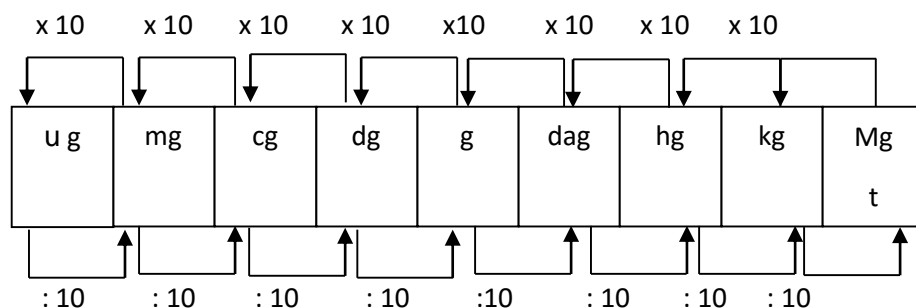 x 10 x 10 x 10 x 10 x10 x 10 x 10 x 10
u g mg cg dg g dag hg kg Mg
t
: 10 : 10 : 10 : 10 :10 : 10 : 10 : 10